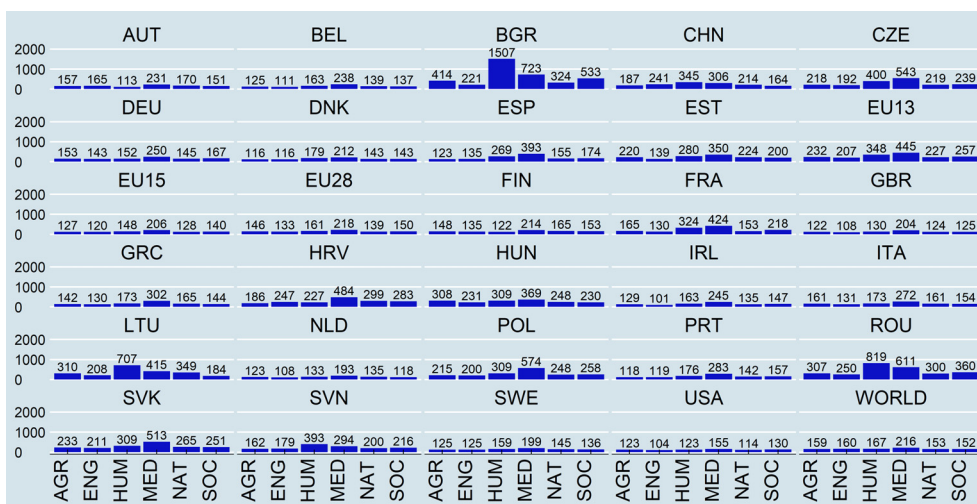 AUT BEL BGR CHN CZE
2000
1000
0
157 165 113 231 170 151
125 111 163 238 139 137
414 221 1507 723 324 533
187 241 345 306 214 164
218 192 400 543 219 239
DEU DNK ESP EST EU13
2000
1000
0
153 143 152 250 145 167
116 116 179 212 143 143
123 135 269 393 155 174
220 139 280 350 224 200
232 207 348 445 227 257
EU15 EU28 FIN FRA GBR
2000
1000
0
127 120 148 206 128 140
146 133 161 218 139 150
148 135 122 214 165 153
165 130 324 424 153 218
122 108 130 204 124 125
GRC HRV HUN IRL ITA
2000
1000
0
142 130 173 302 165 144
186 247 227 484 299 283
308 231 309 369 248 230
129 101 163 245 135 147
161 131 173 272 161 154
LTU NLD POL PRT ROU
2000
1000
0
310 208 707 415 349 184
123 108 133 193 135 118
215 200 309 574 248 258
118 119 176 283 142 157
307 250 819 611 300 360
SVK SVN SWE USA WORLD
2000
1000
0
233 211 309 513 265 251
162 179 393 294 200 216
125 125 159 199 145 136
123 104 123 155 114 130
159 160 167 216 153 152
AGR ENG HUM MED NAT SOC
AGR ENG HUM MED NAT SOC
AGR ENG HUM MED NAT SOC
AGR ENG HUM MED NAT SOC
AGR ENG HUM MED NAT SOC